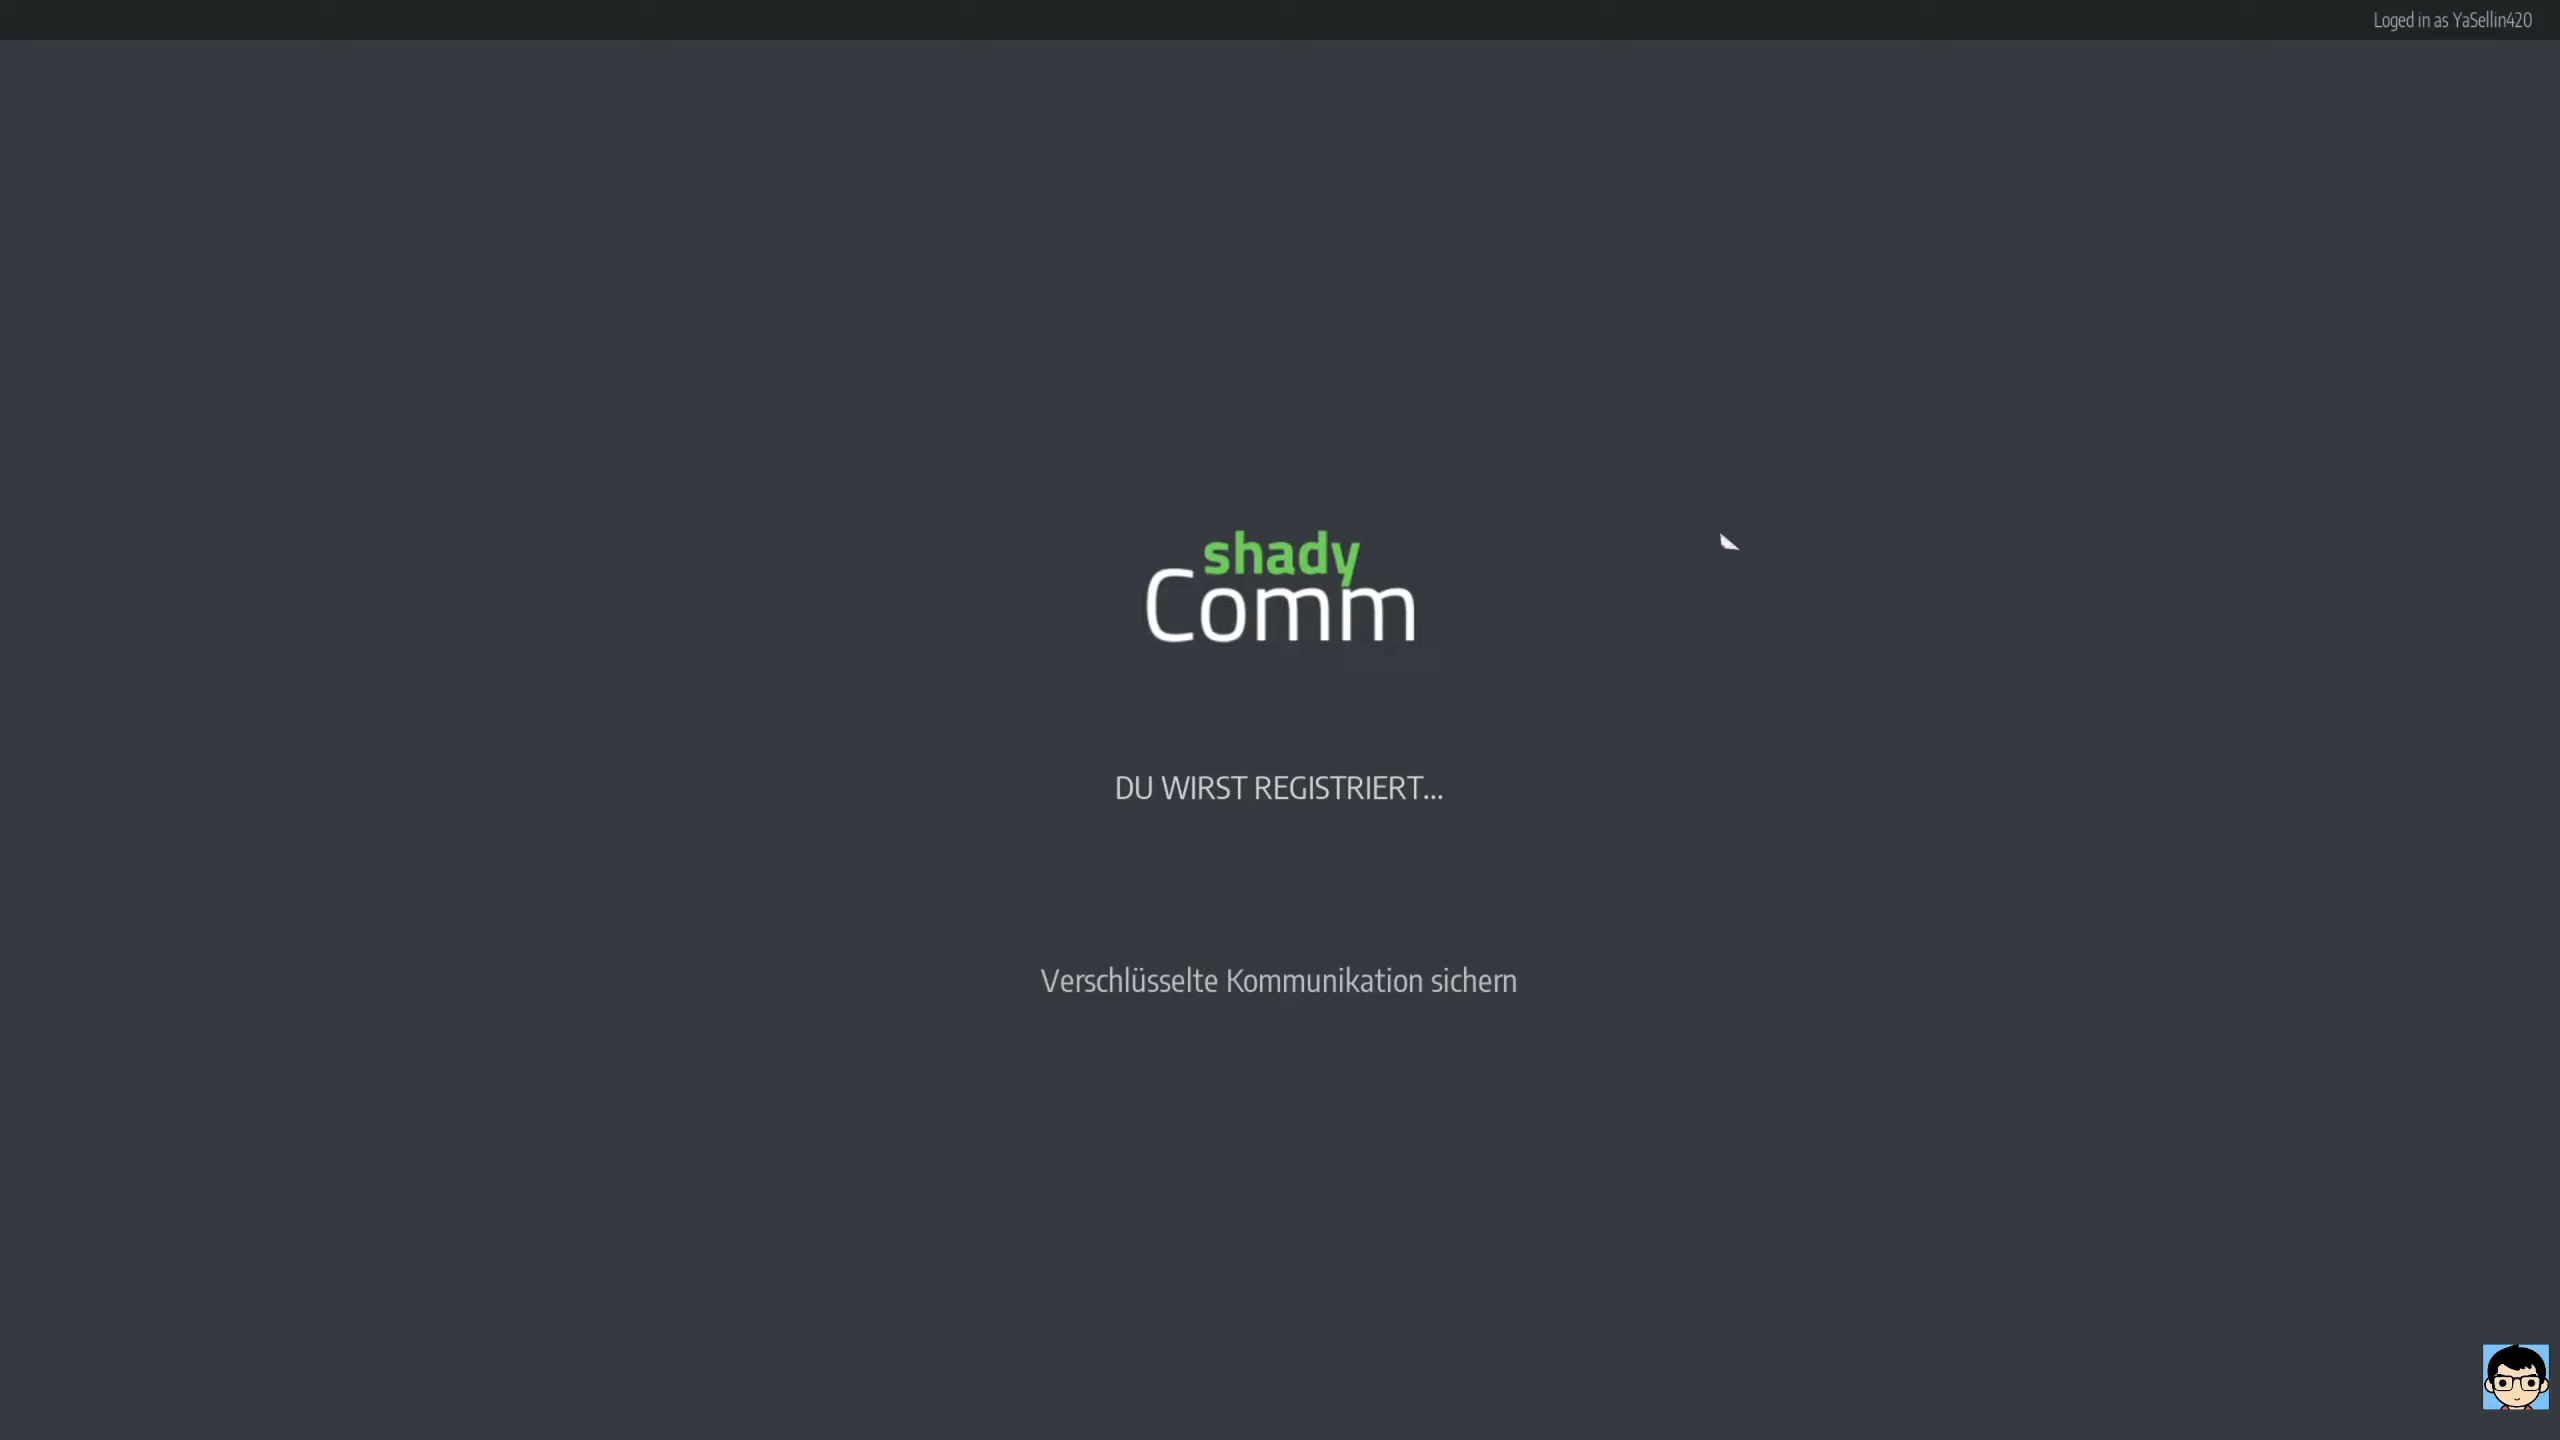 Loged in as YaSellin420
shady
Comm
DU WIRST REGISTRIERT...
Verschlüsselte Kommunikation sichern